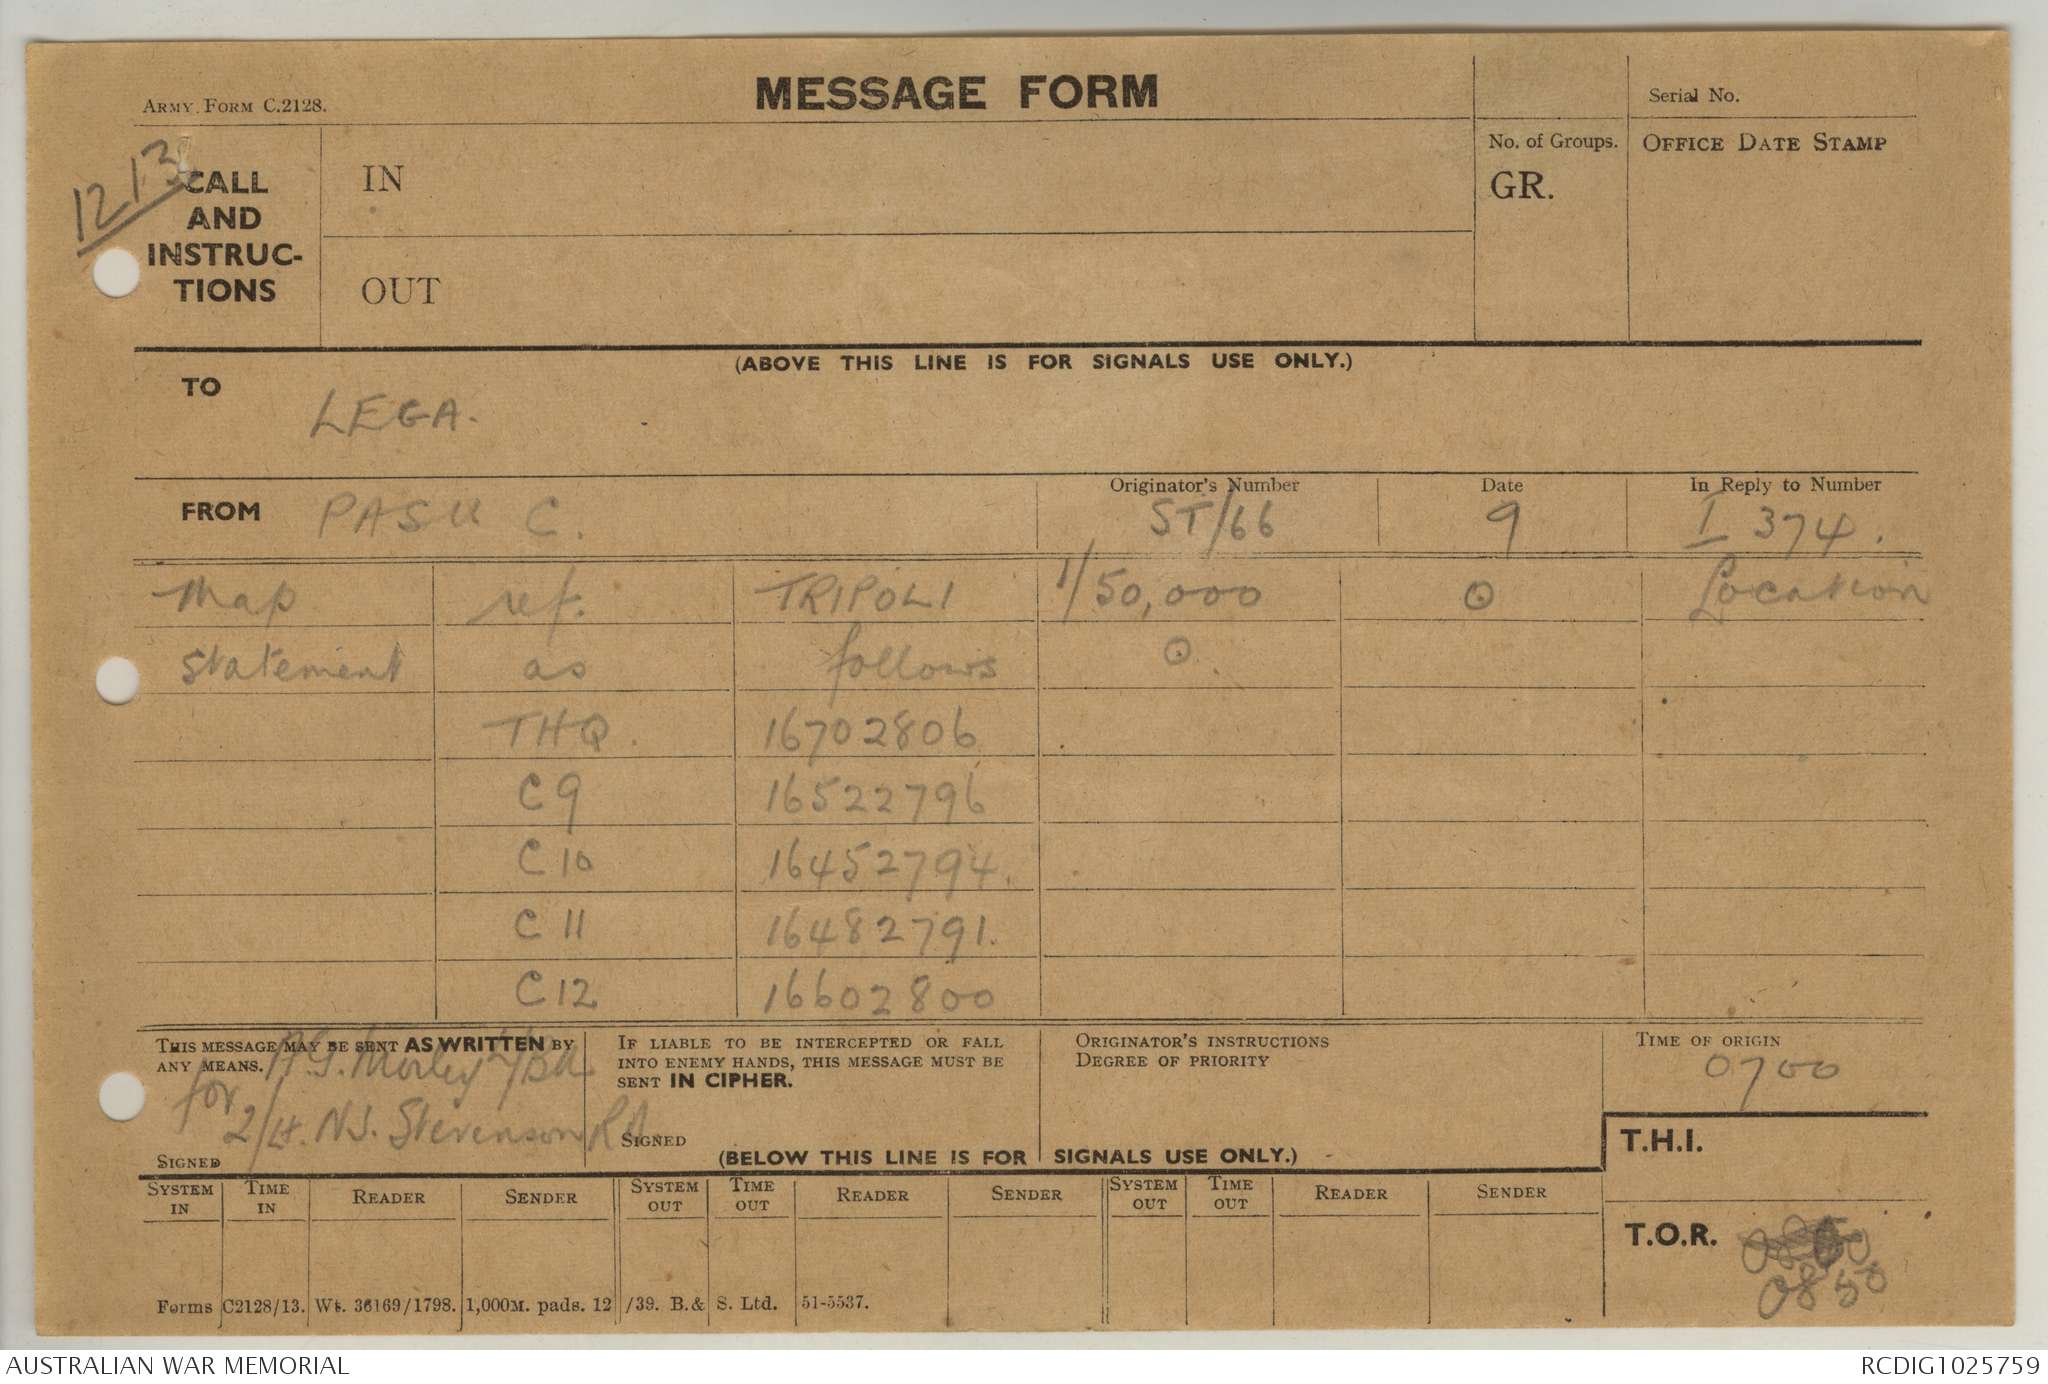 ARMY FORM C.2128.
MESSAGE FORM
Serial No.
1213
CALL
AND
INSTRUC-
TIONS
IN
OUT
No. of Groups.
GR.
OFFICE DATE STAMP
(ABOVE THIS LINE IS FOR SIGNALS USE ONLY.)
TO
LEGA.
FROM PASU C.
Originator's Number
ST/66
Date
9
In Reply to Number
I 374.
Map ref. TRIPOLI 1/50,000 O Location
statement as follows O.
THQ. 16702806
C9 16522796
C10 16452794.
C11 16482791.
C12 16602800
THIS MESSAGE MAY BE SENT AS WRITTEN BY
ANY MEANS.
for
2/Lt. N.J. Stevenson RA
SIGNED
IF LIABLE TO BE INTERCEPTED OR FALL
INTO ENEMY HANDS, THIS MESSAGE MUST BE
SENT IN CIPHER.
SIGNED
ORIGINATOR'S INSTRUCTIONS
DEGREE OF PRIORITY
TIME OF ORIGIN
0700
(BELOW THIS LINE IS FOR SIGNALS USE ONLY.)
T.H.I.
SYSTEM IN TIME IN READER SENDER SYSTEM OUT TIME OUT READER SENDER SYSTEM OUT TIME OUT READER SENDER
T.O.R.
0850
Forms C2128/13. Wt. 36169/1798. 1,000M. pads. 12/39. B.& S. Ltd. 51-5537.
AUSTRALIAN WAR MEMORIAL
RCDIG1025759